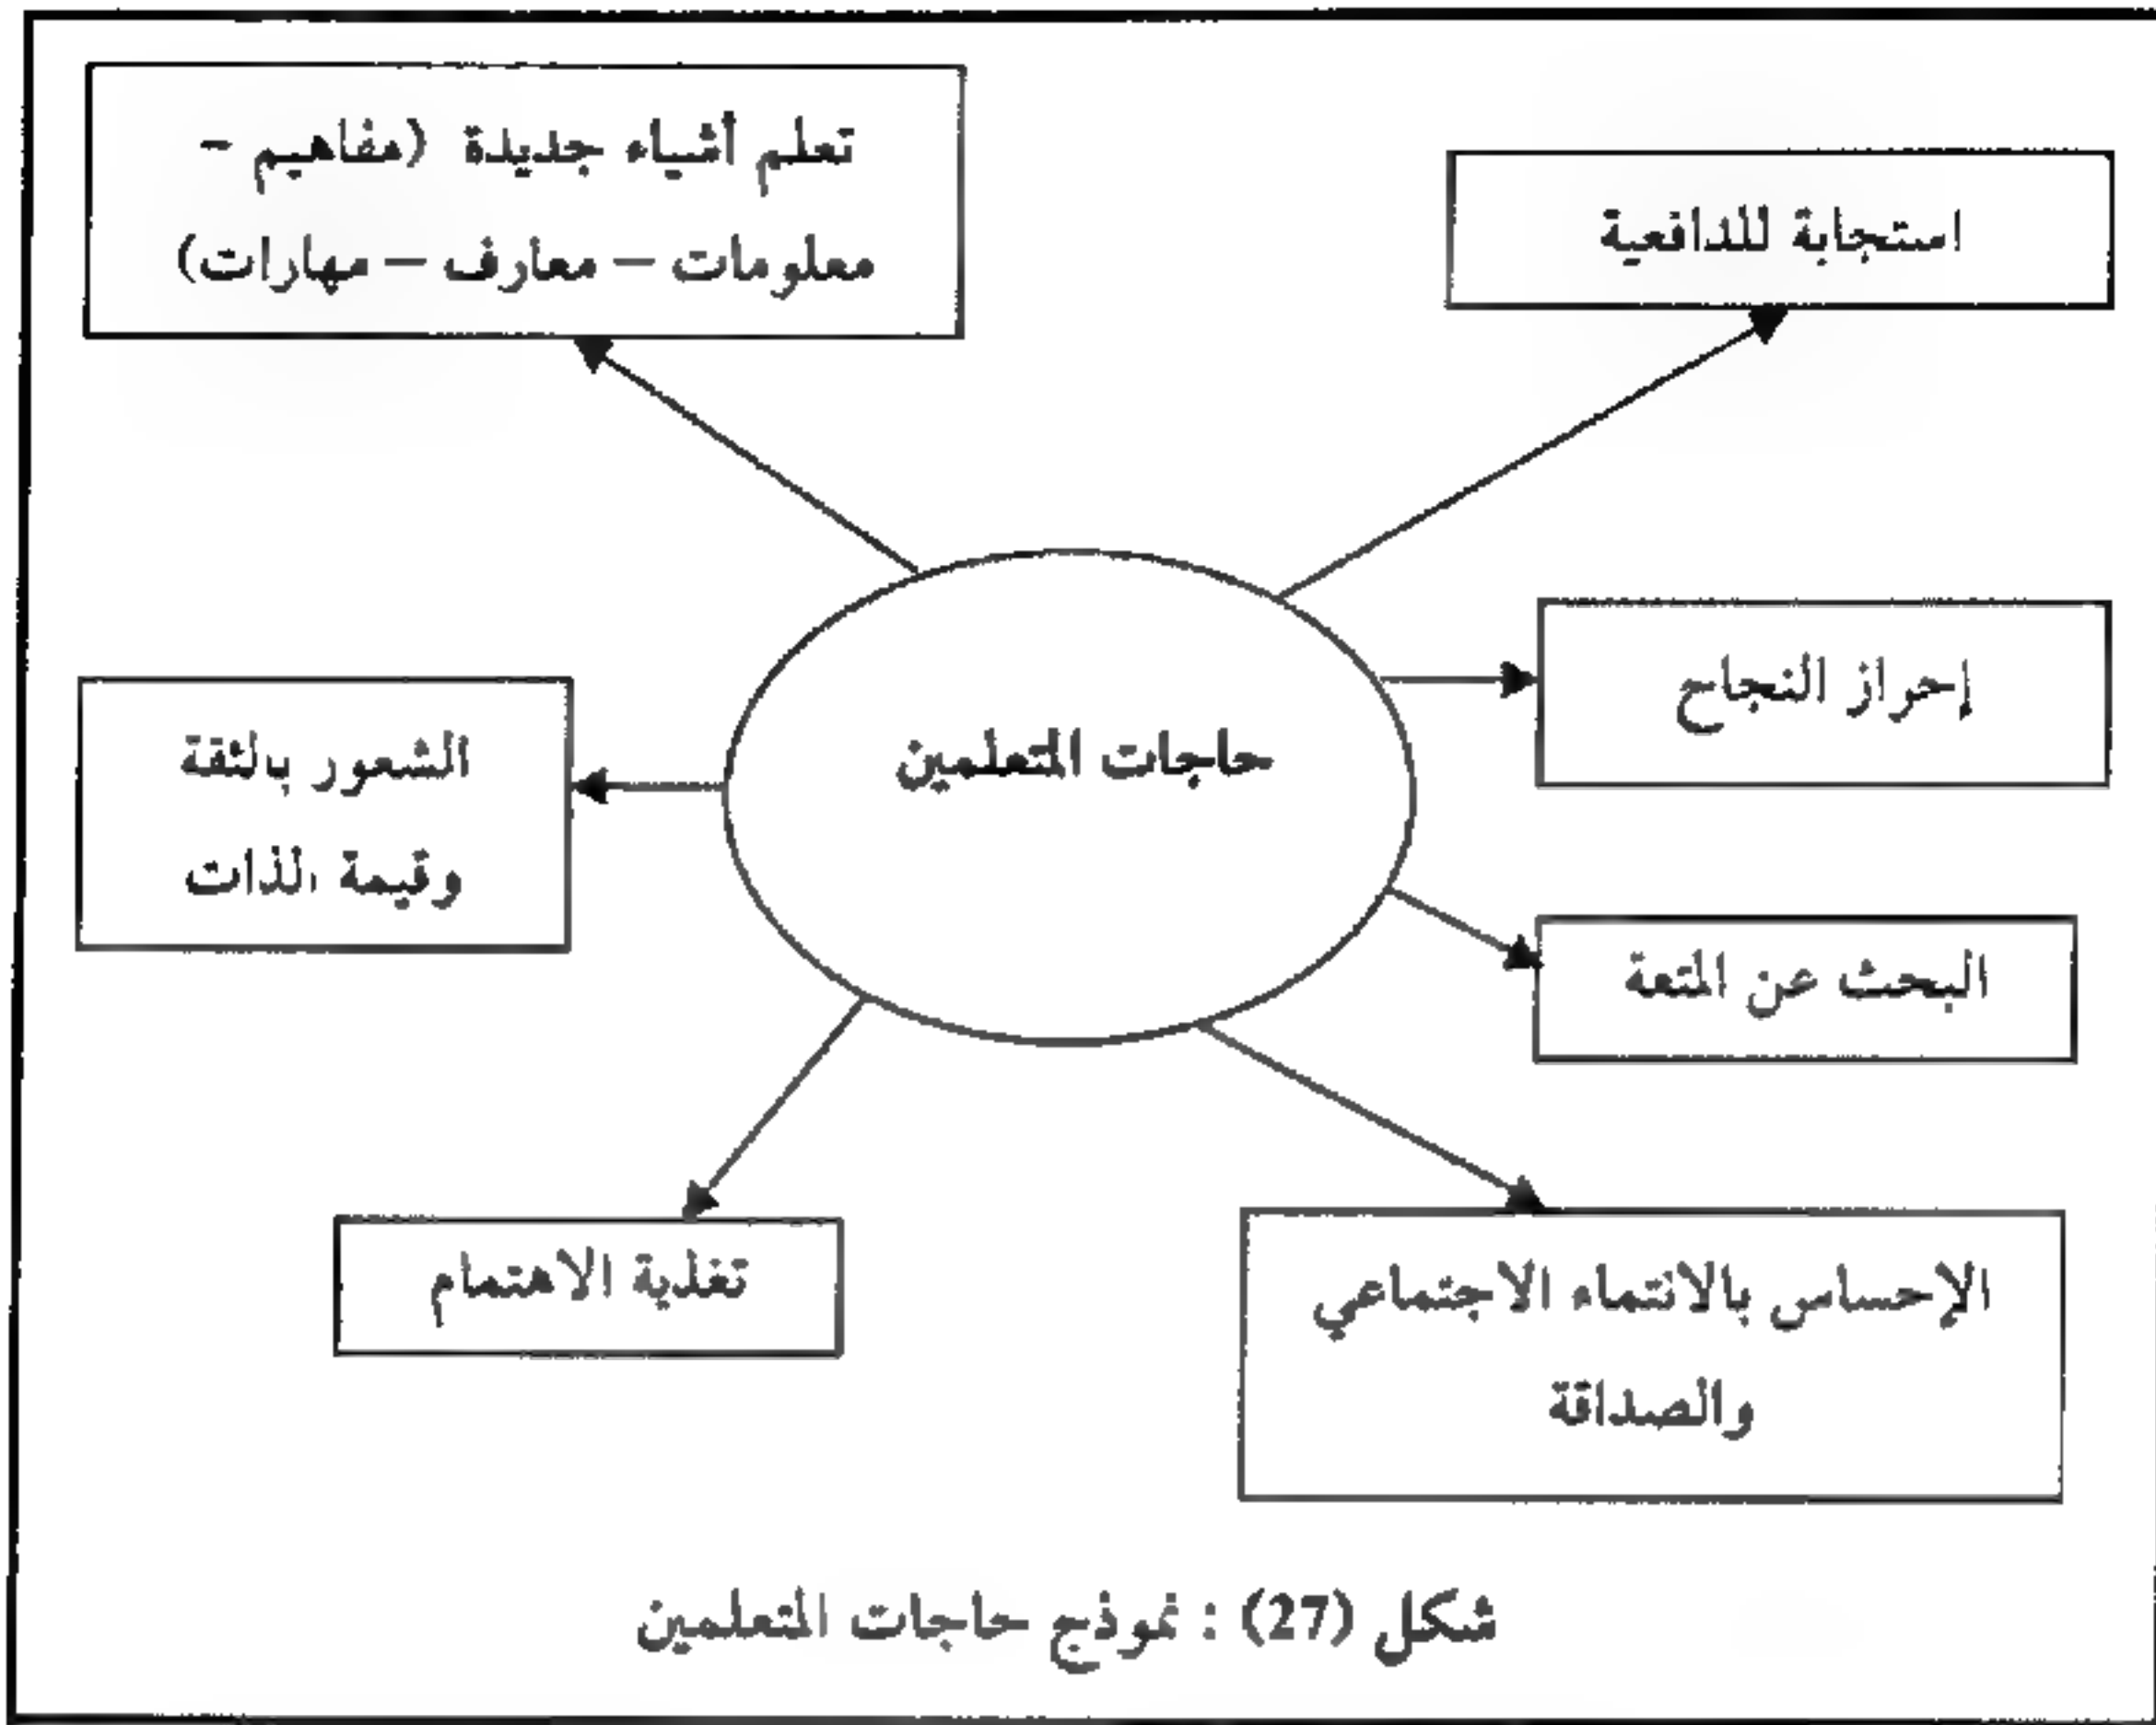 استجابة للدافعية
تعلم أشياء جديدة (مفاهيم -
معلومات – معارف – مهارات)
إحراز النجاح
حاجات المتعلمين
الشعور بالثقة
وقيمة الذات
البحث عن المتعة
الإحساس بالانتماء الاجتماعي
والصداقة
تغذية الاهتمام
شكل (27) : نموذج حاجات المتعلمين